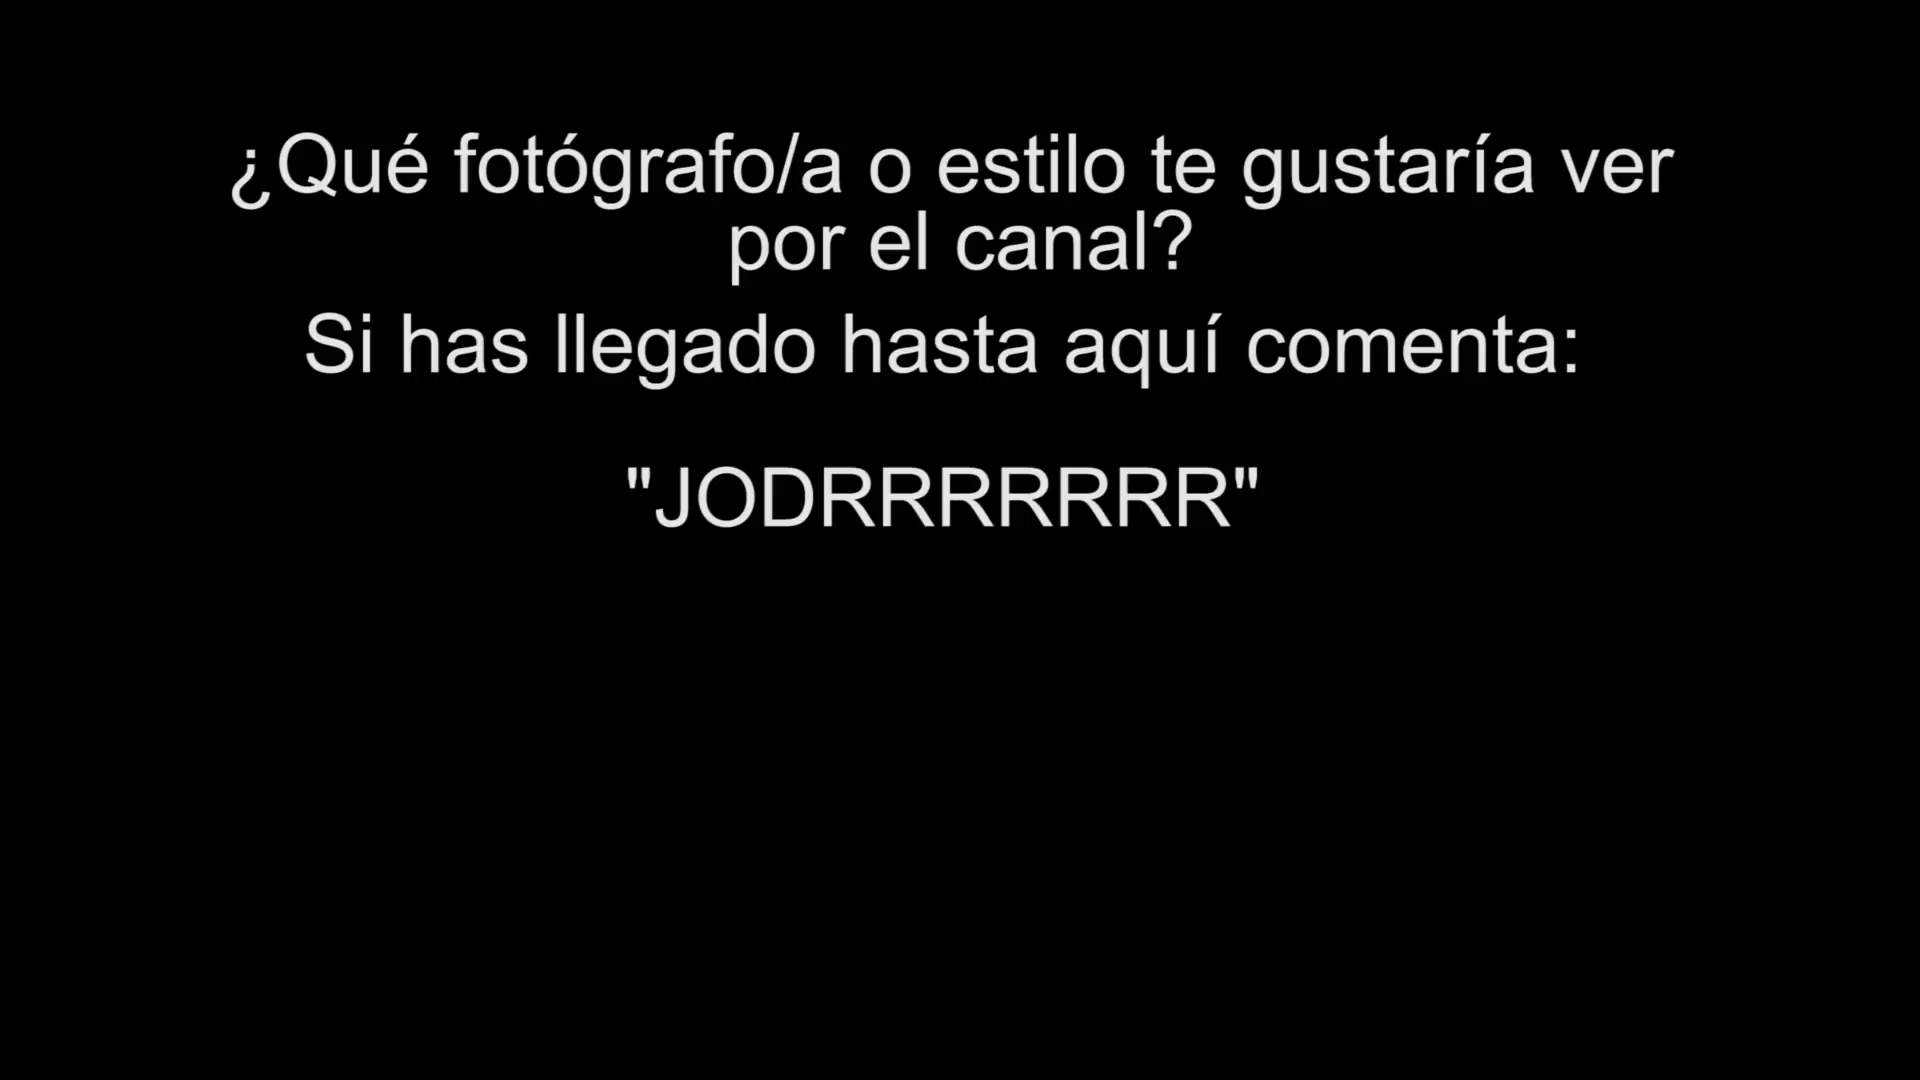 ¿Qué fotógrafo/a o estilo te gustaría ver
por el canal?
Si has llegado hasta aquí comenta:
"JODRRRRRRR"